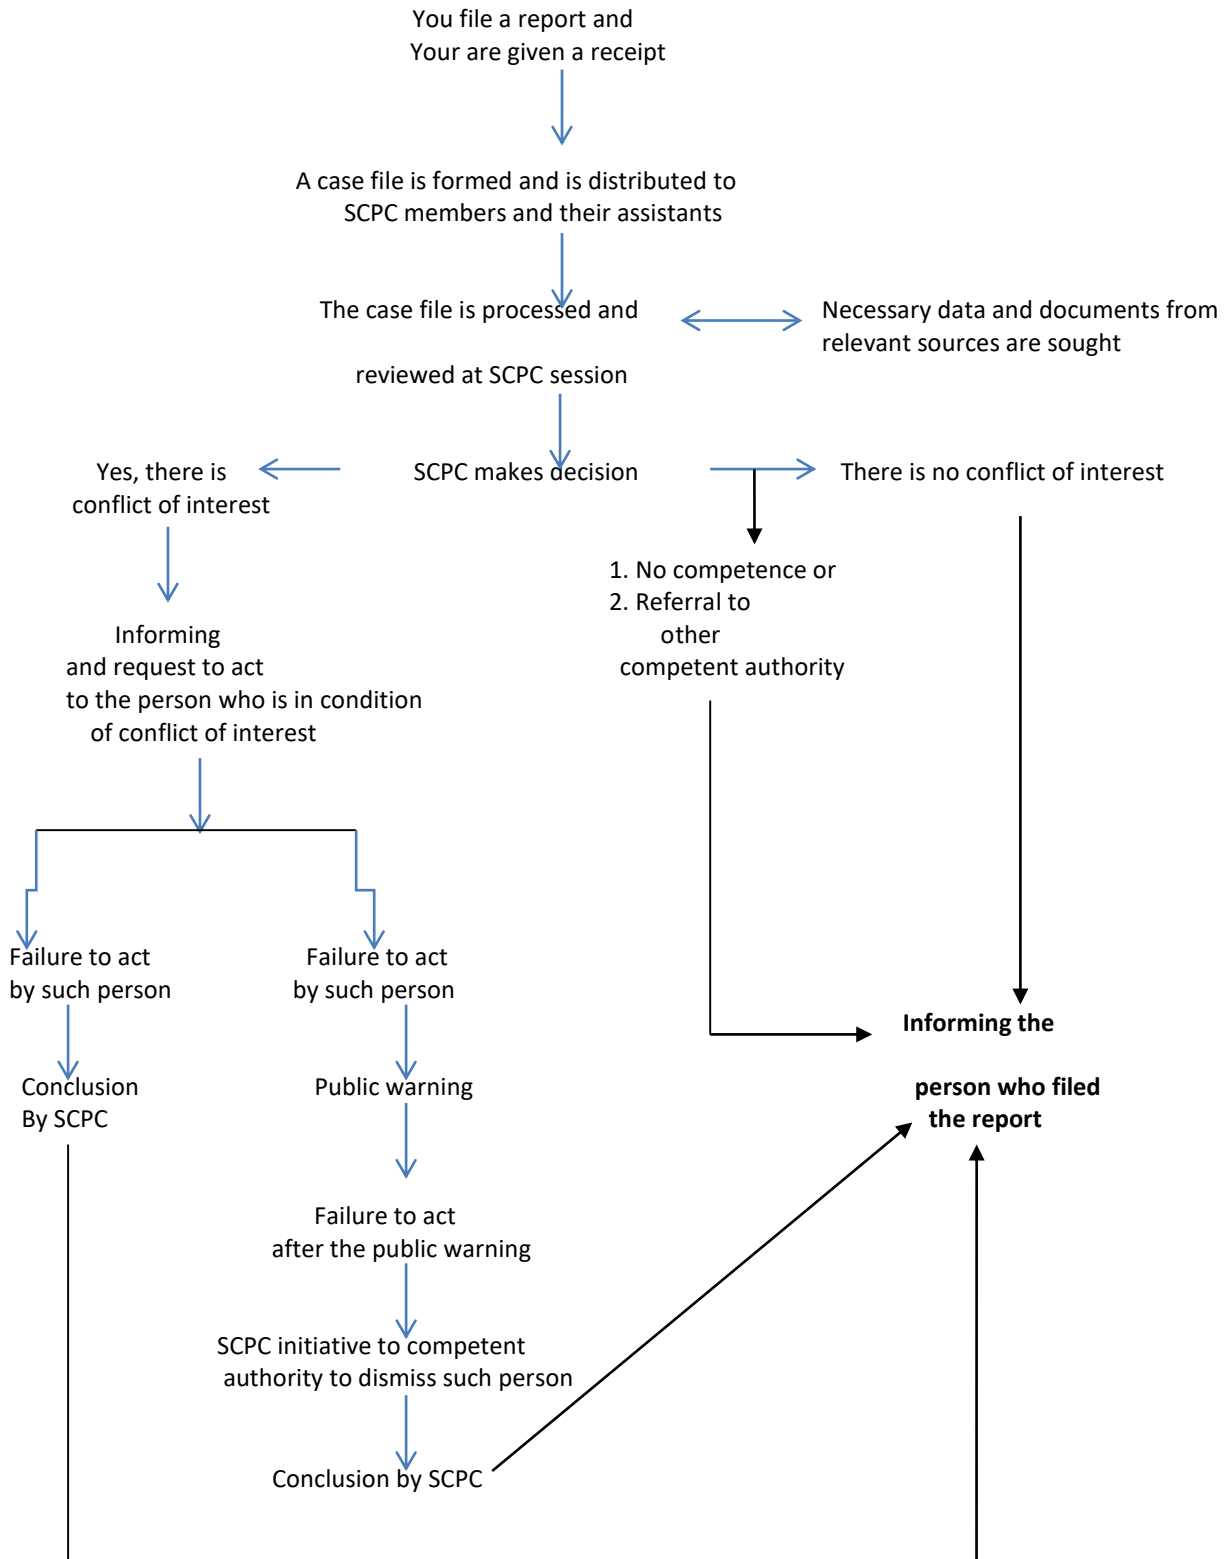 You file a report and
Your are given a receipt
A case file is formed and is distributed to
SCPC members and their assistants
The case file is processed and
Necessary data and documents from
relevant sources are sought
reviewed at SCPC session
Yes, there is
conflict of interest
SCPC makes decision
There is no conflict of interest
1. No competence or
2. Referral to
other
competent authority
Informing
and request to act
to the person who is in condition
of conflict of interest
Failure to act
by such person
Failure to act
by such person
Informing the
person who filed
the report
Conclusion
By SCPC
Public warning
Failure to act
after the public warning
SCPC initiative to competent
authority to dismiss such person
Conclusion by SCPC